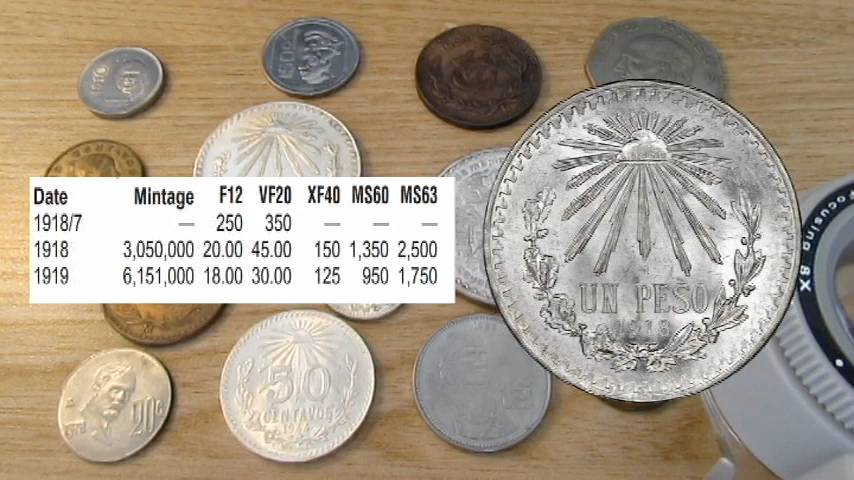 Date Mintage F12 VF20 XF40 MS60 MS63
1918/7 — 250 350 — — —
1918 3,050,000 20.00 45.00 150 1,350 2,500
1919 6,151,000 18.00 30.00 125 950 1,750
UN PESO
1918
Focusing 8X
50
CENTAVOS
20¢